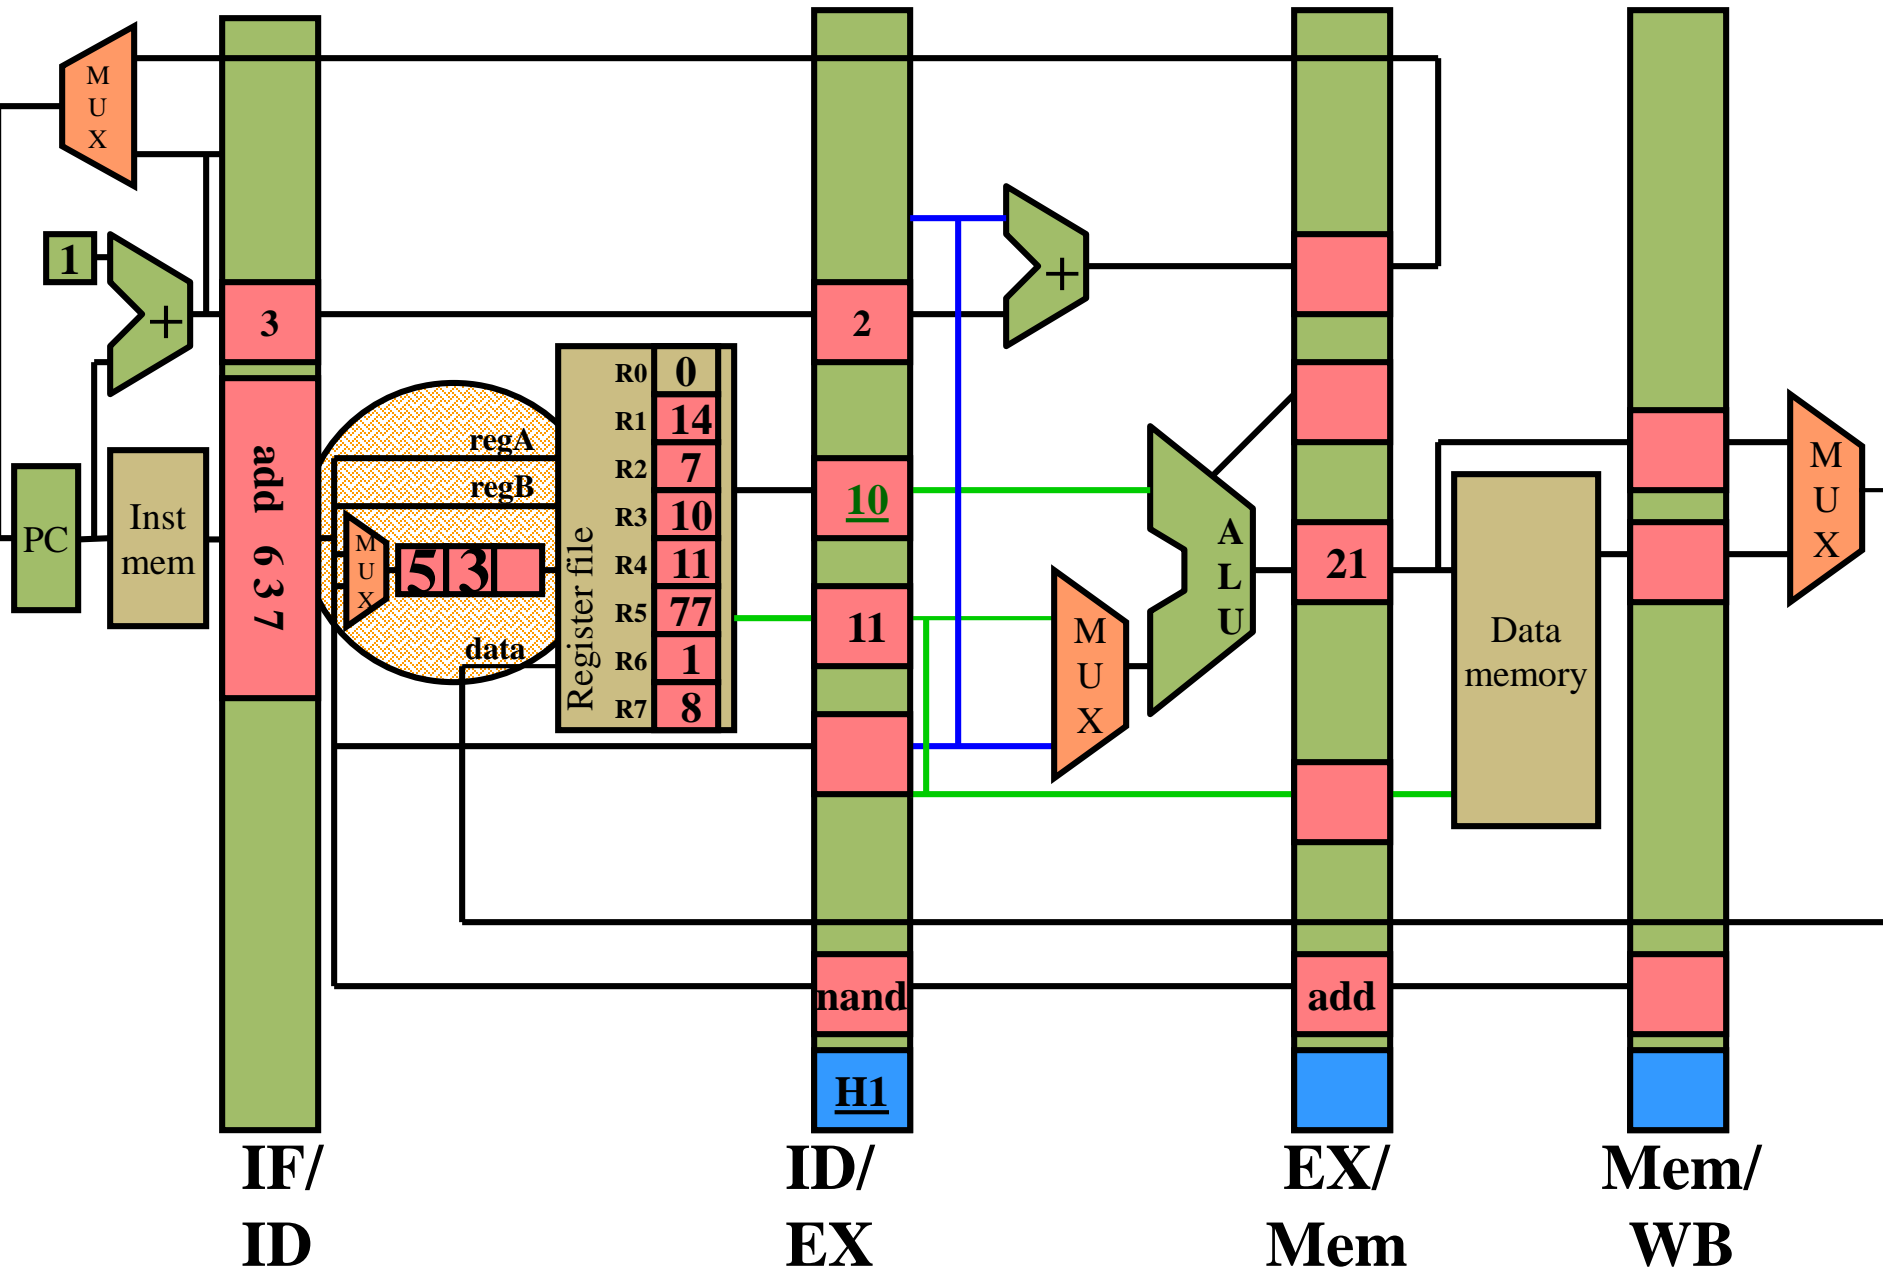 M
U
X
1
+
3
add 6 3 7
PC
Inst
mem
regA
regB
M
U
X
5 3
data
Register file
R0 0
R1 14
R2 7
R3 10
R4 11
R5 77
R6 1
R7 8
2
10
11
nand
H1
+
M
U
X
A
L
U
21
add
Data
memory
M
U
X
IF/
ID
ID/
EX
EX/
Mem
Mem/
WB